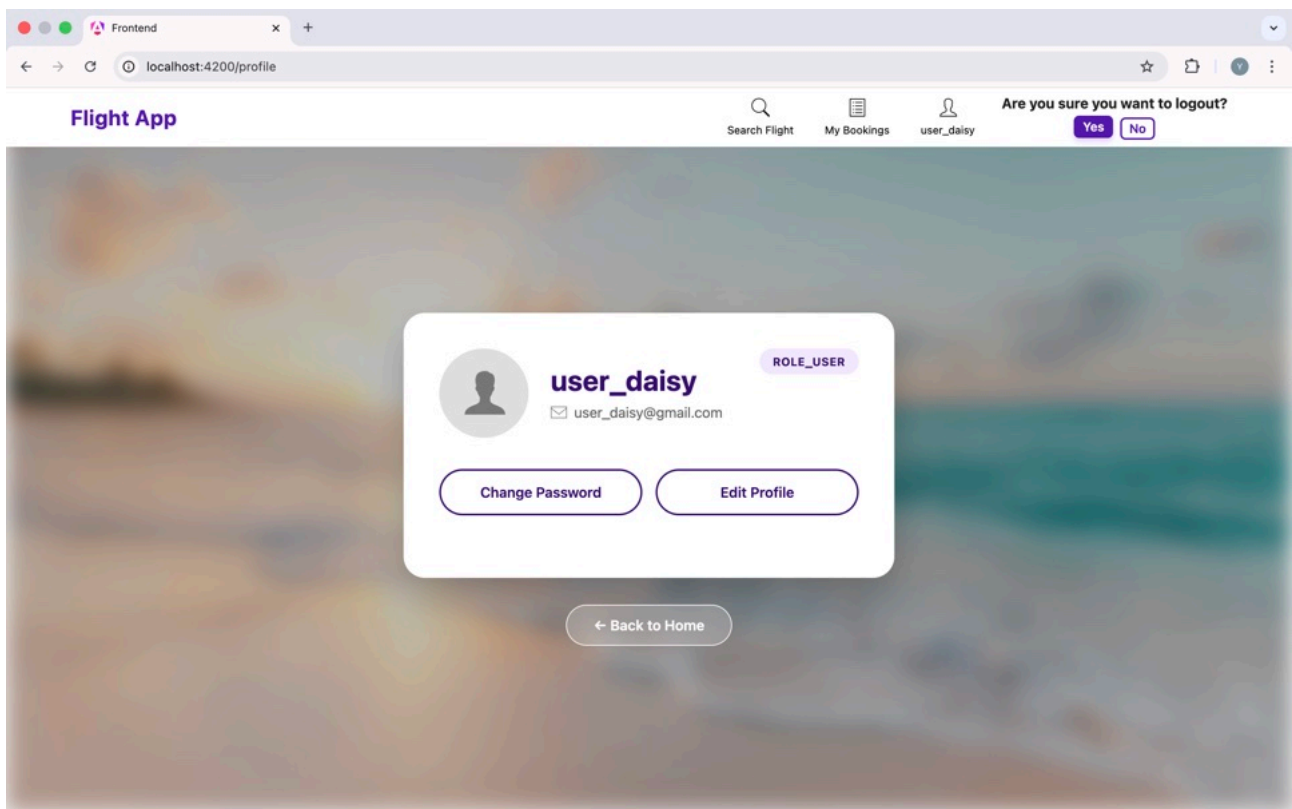 Frontend
localhost:4200/profile
Y
Flight App
Search Flight
My Bookings
user_daisy
Are you sure you want to logout?
Yes No
ROLE_USER
user_daisy
user_daisy@gmail.com
Change Password
Edit Profile
← Back to Home